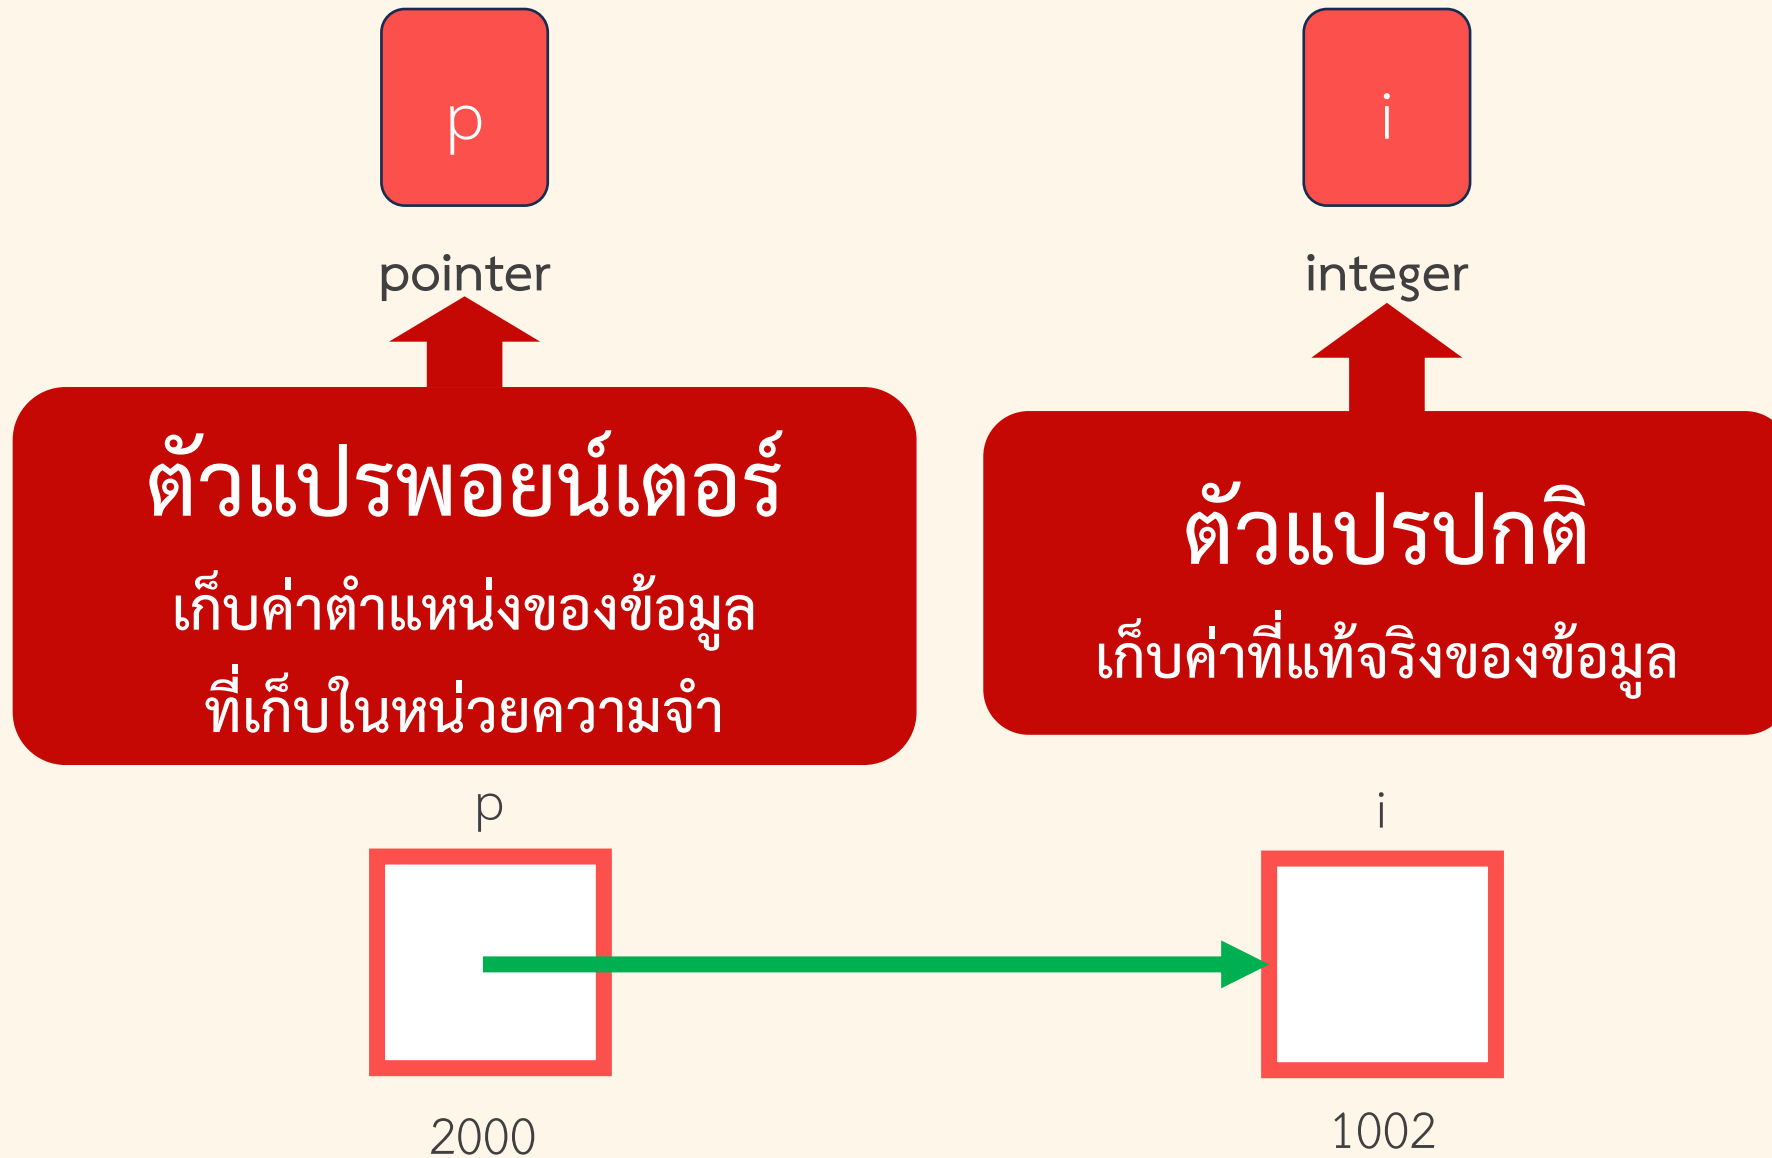 p
i
pointer
integer
ตัวแปรพอยน์เตอร์
เก็บค่าตำแหน่งของข้อมูล
ที่เก็บในหน่วยความจำ
ตัวแปรปกติ
เก็บค่าที่แท้จริงของข้อมูล
p
i
2000
1002